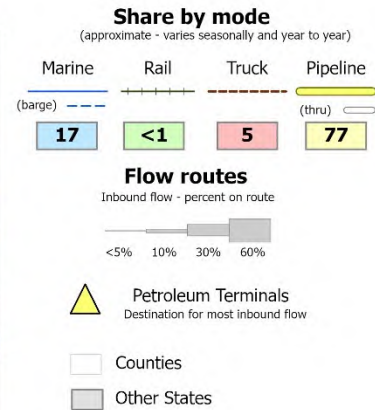 Share by mode
(approximate - varies seasonally and year to year)
Marine Rail Truck Pipeline
(barge) (thru)
17 <1 5 77
Flow routes
Inbound flow - percent on route
<5% 10% 30% 60%
Petroleum Terminals
Destination for most inbound flow
Counties
Other States